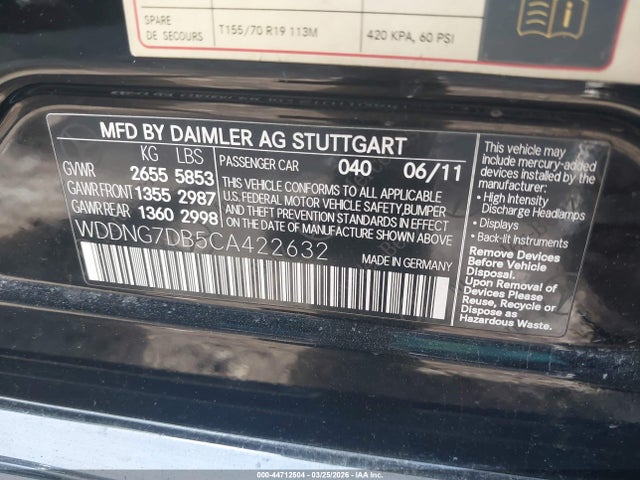 SPARE
DE SECOURS
T155/70 R19 113M
420 KPA, 60 PSI
MFD BY DAIMLER AG STUTTGART
KG LBS
GVWR 2655 5853
GAWR FRONT 1355 2987
GAWR REAR 1360 2998
PASSENGER CAR 040 06/11
THIS VEHICLE CONFORMS TO ALL APPLICABLE
U.S. FEDERAL MOTOR VEHICLE SAFETY, BUMPER
AND THEFT PREVENTION STANDARDS IN EFFECT
ON THE DATE OF MANUFACTURE SHOWN ABOVE
WDDNG7DB5CA422632
MADE IN GERMANY
This vehicle may
include mercury-added
devices installed by the
manufacturer:
• High Intensity
Discharge Headlamps
• Displays
• Back-lit Instruments
Remove Devices
Before Vehicle
Disposal.
Upon Removal of
Devices Please
Reuse, Recycle or
Dispose as
Hazardous Waste.
000-44712504 | 03/25/2026 | IAA Inc.